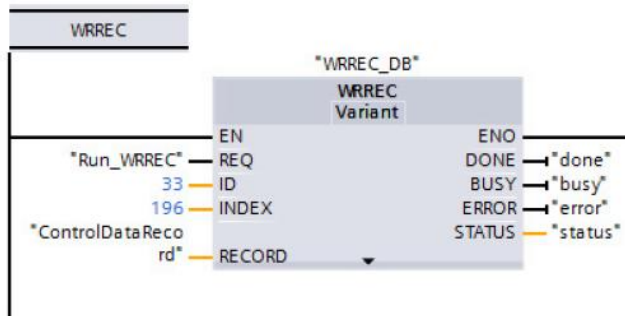 WRREC
"WRREC_DB"
WRREC
Variant
EN ENO
"Run_WRREC" REQ DONE "done"
33 ID BUSY "busy"
196 INDEX ERROR "error"
"ControlDataReco STATUS "status"
rd" RECORD